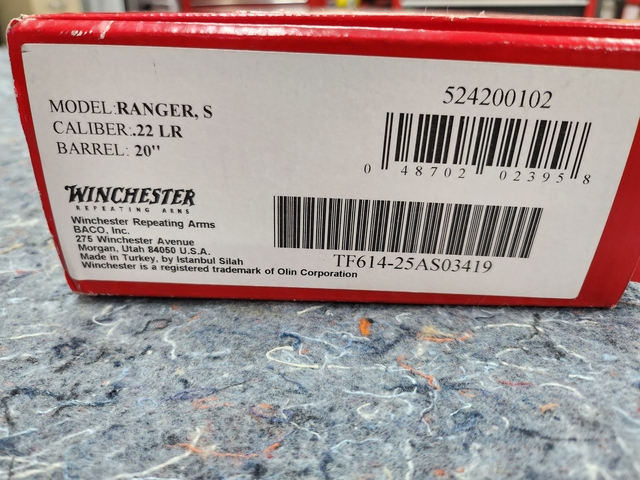 MODEL:RANGER, S
CALIBER:.22 LR
BARREL: 20"
524200102
0 48702 02395 8
WINCHESTER
REPEATING ARMS
Winchester Repeating Arms
BACO, Inc.
275 Winchester Avenue
Morgan, Utah 84050 U.S.A.
Made in Turkey, by Istanbul Silah
Winchester is a registered trademark of Olin Corporation
TF614-25AS03419